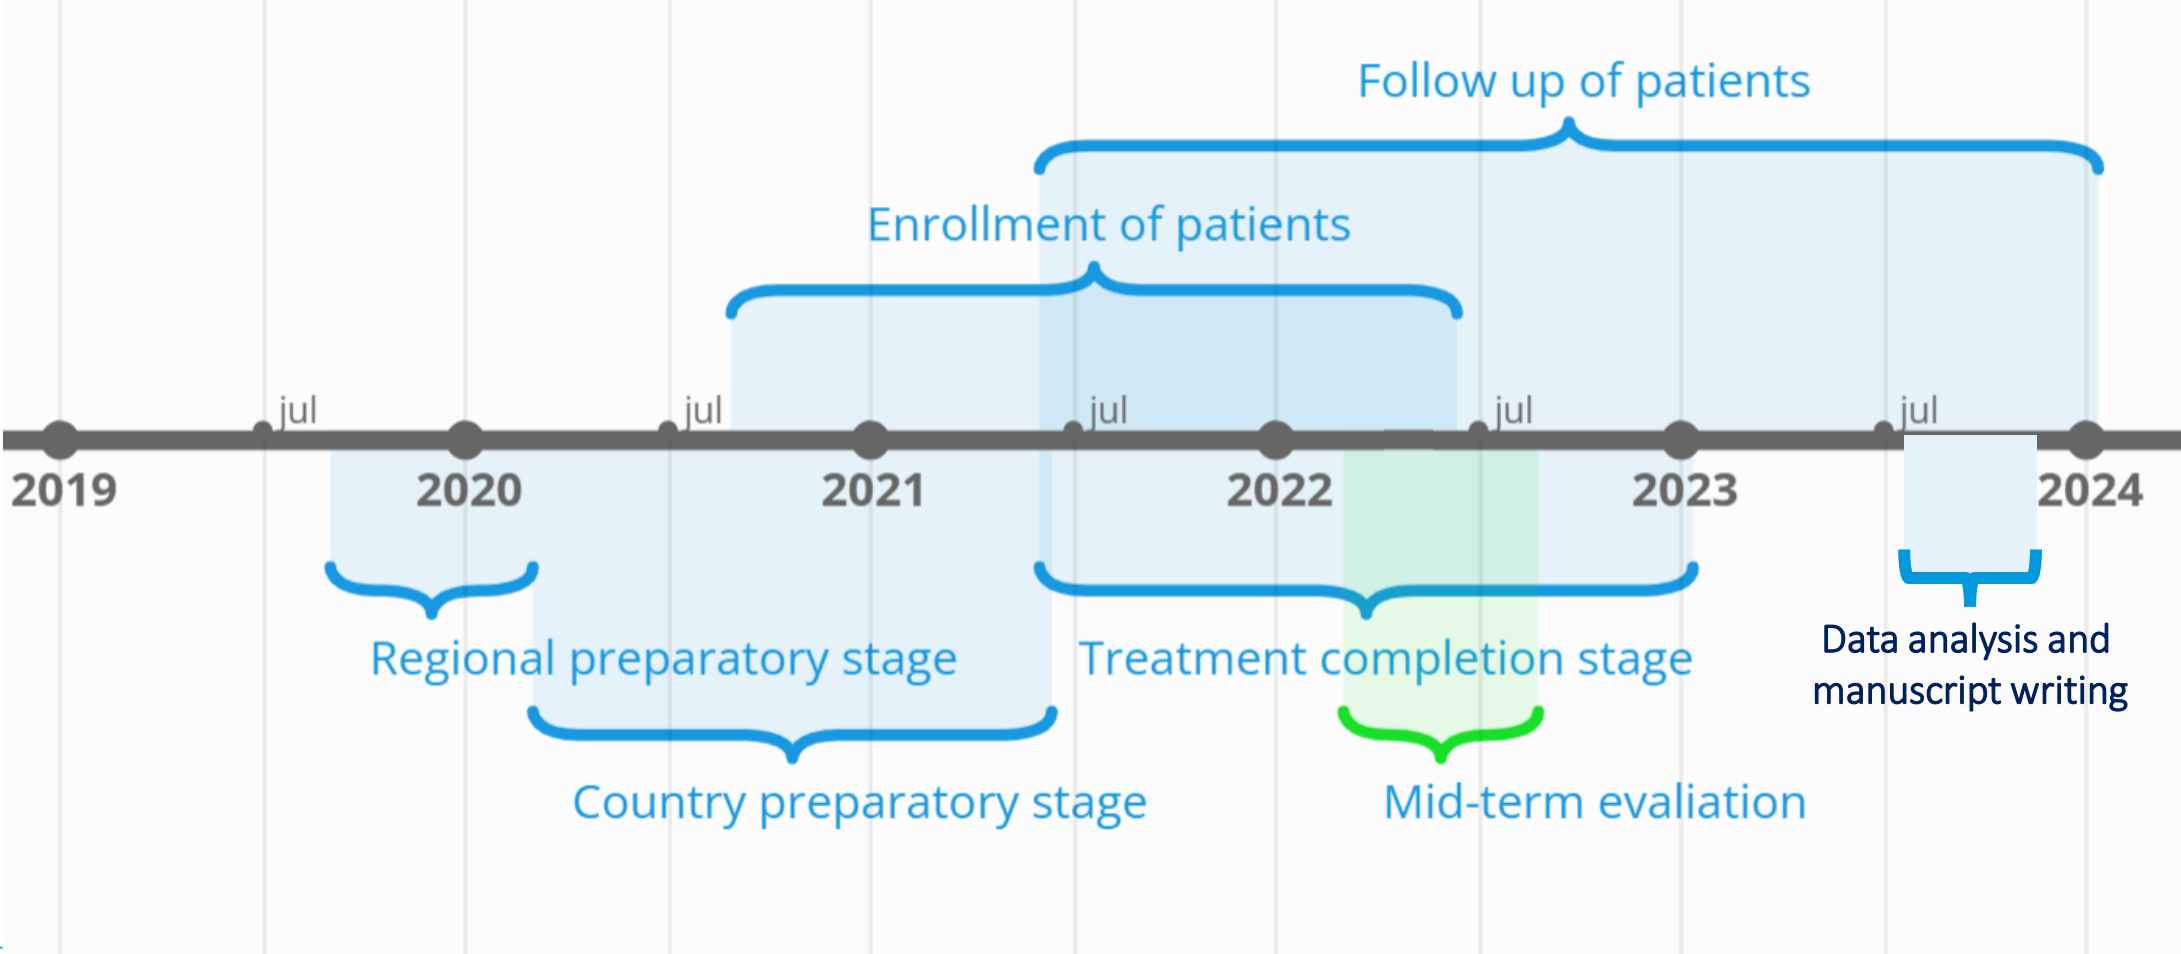 Follow up of patients
Enrollment of patients
jul
jul
jul
jul
jul
2019
2020
2021
2022
2023
2024
Regional preparatory stage
Treatment completion stage
Data analysis and
manuscript writing
Country preparatory stage
Mid-term evaliation